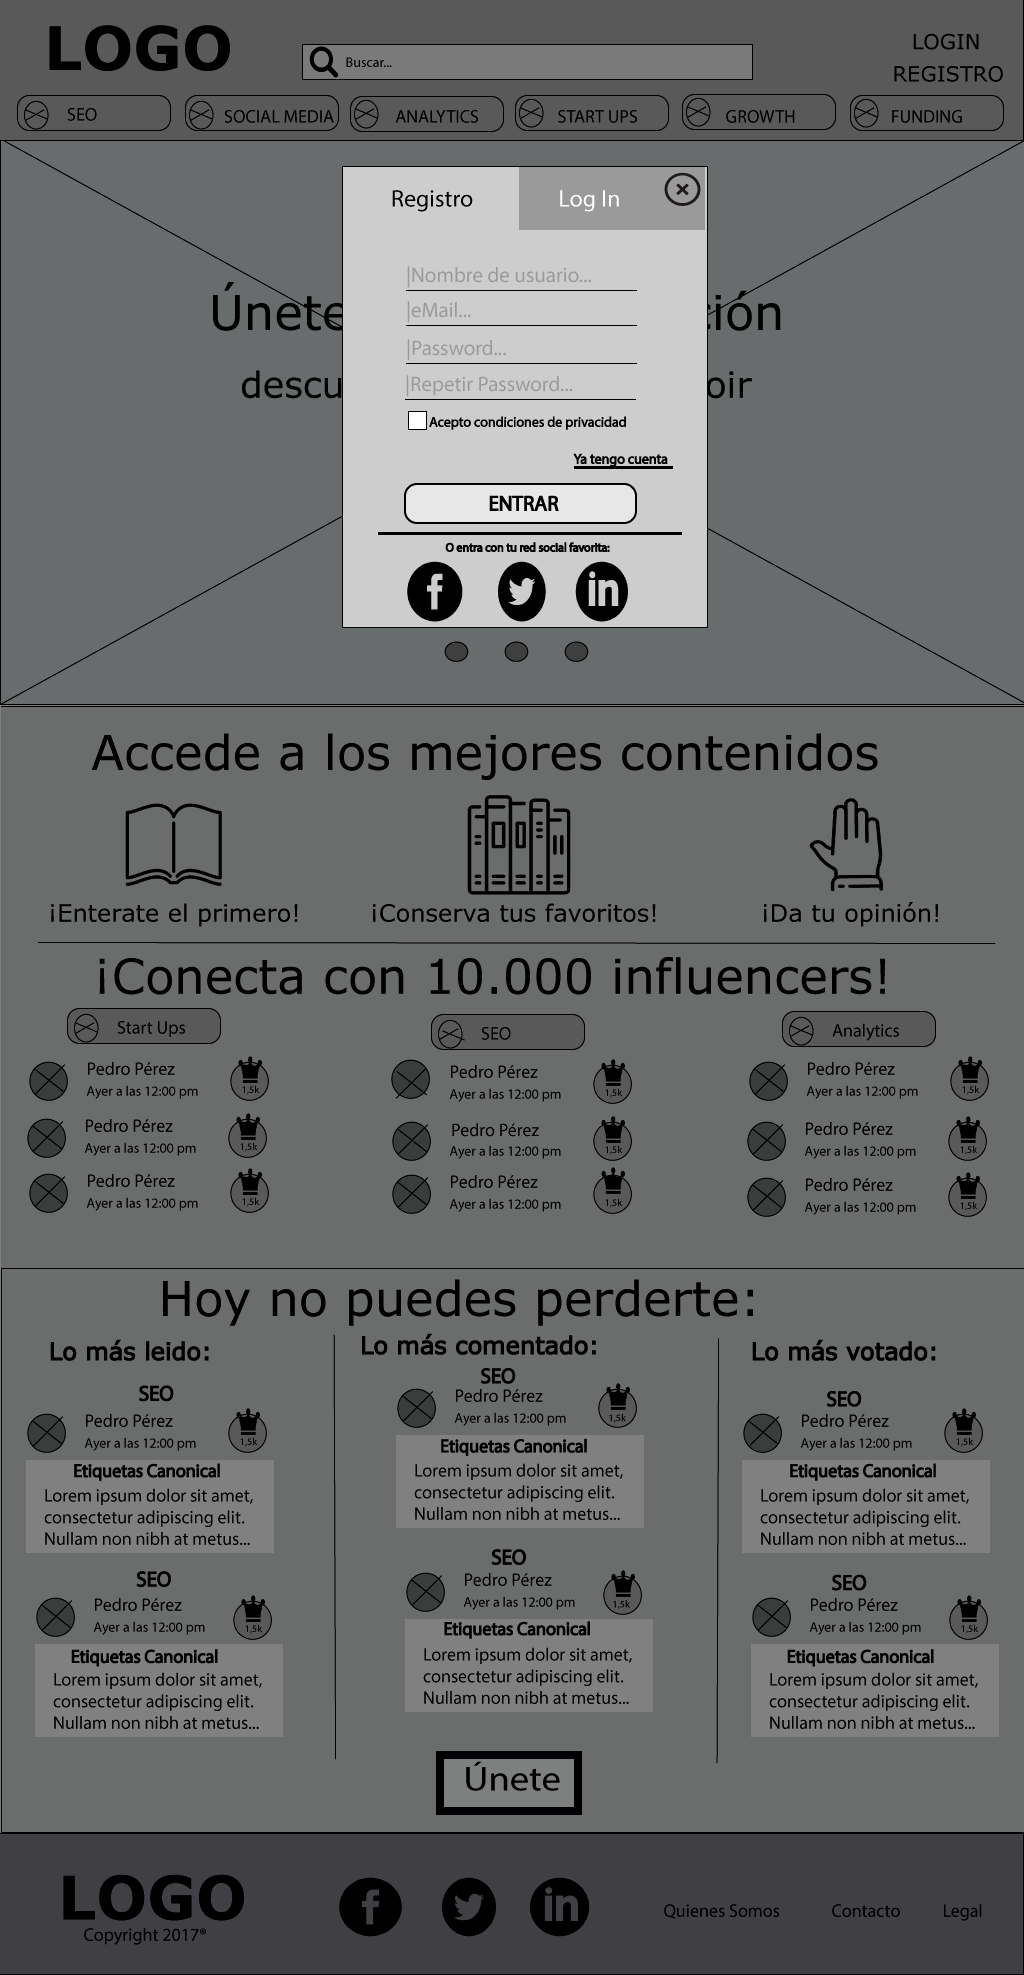 LOGO
Buscar...
LOGIN
REGISTRO
SEO
SOCIAL MEDIA
ANALYTICS
START UPS
GROWTH
FUNDING
Registro
Log In
Únete
ión
descu
oir
|Nombre de usuario...
|eMail...
|Password...
|Repetir Password...
Acepto condiciones de privacidad
Ya tengo cuenta
ENTRAR
O entra con tu red social favorita:
f
in
Accede a los mejores contenidos
¡Enterate el primero!
¡Conserva tus favoritos!
¡Da tu opinión!
¡Conecta con 10.000 influencers!
Start Ups
SEO
Analytics
Pedro Pérez
Ayer a las 12:00 pm
1,5k
Pedro Pérez
Ayer a las 12:00 pm
1,5k
Pedro Pérez
Ayer a las 12:00 pm
1,5k
Pedro Pérez
Ayer a las 12:00 pm
1,5k
Pedro Pérez
Ayer a las 12:00 pm
1,5k
Pedro Pérez
Ayer a las 12:00 pm
1,5k
Pedro Pérez
Ayer a las 12:00 pm
1,5k
Pedro Pérez
Ayer a las 12:00 pm
1,5k
Pedro Pérez
Ayer a las 12:00 pm
1,5k
Hoy no puedes perderte:
Lo más leido:
SEO
Pedro Pérez
Ayer a las 12:00 pm
1,5k
Etiquetas Canonical
Lorem ipsum dolor sit amet,
consectetur adipiscing elit.
Nullam non nibh at metus...
SEO
Pedro Pérez
Ayer a las 12:00 pm
1,5k
Etiquetas Canonical
Lorem ipsum dolor sit amet,
consectetur adipiscing elit.
Nullam non nibh at metus...
Lo más comentado:
SEO
Pedro Pérez
Ayer a las 12:00 pm
1,5k
Etiquetas Canonical
Lorem ipsum dolor sit amet,
consectetur adipiscing elit.
Nullam non nibh at metus...
SEO
Pedro Pérez
Ayer a las 12:00 pm
1,5k
Etiquetas Canonical
Lorem ipsum dolor sit amet,
consectetur adipiscing elit.
Nullam non nibh at metus...
Lo más votado:
SEO
Pedro Pérez
Ayer a las 12:00 pm
1,5k
Etiquetas Canonical
Lorem ipsum dolor sit amet,
consectetur adipiscing elit.
Nullam non nibh at metus...
SEO
Pedro Pérez
Ayer a las 12:00 pm
1,5k
Etiquetas Canonical
Lorem ipsum dolor sit amet,
consectetur adipiscing elit.
Nullam non nibh at metus...
Únete
LOGO
Copyright 2017®
f
in
Quienes Somos
Contacto
Legal